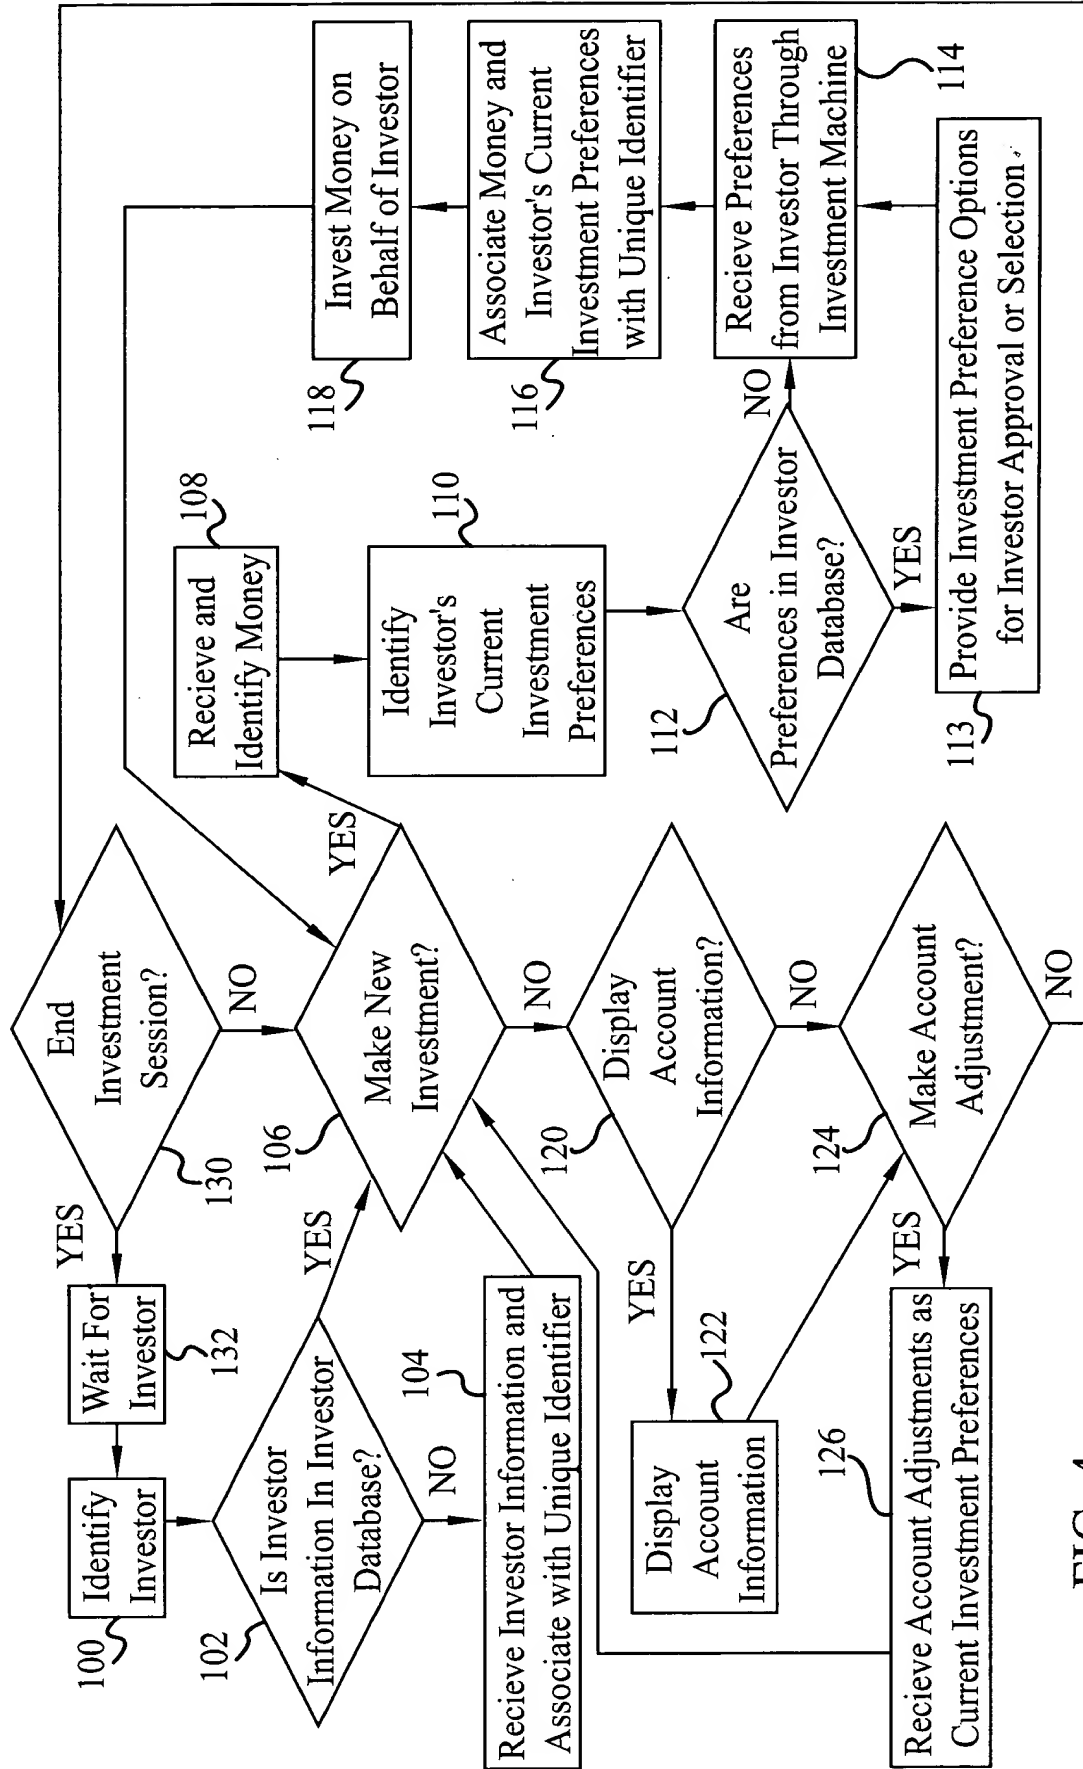 End
Investment
Session?
130
YES
NO
Wait For
Investor
132
Identify
Investor
100
Is Investor
Information In Investor
Database?
102
YES
NO
Recieve Investor Information and
Associate with Unique Identifier
104
Make New
Investment?
106
YES
NO
Recieve and
Identify Money
108
Identify
Investor's
Current
Investment
Preferences
110
Are
Preferences in Investor
Database?
112
NO
YES
Provide Investment Preference Options
for Investor Approval or Selection
113
Recieve Preferences
from Investor Through
Investment Machine
114
Associate Money and
Investor's Current
Investment Preferences
with Unique Identifier
116
Invest Money on
Behalf of Investor
118
Display
Account
Information?
120
YES
NO
Display
Account
Information
122
Make Account
Adjustment?
124
YES
NO
Recieve Account Adjustments as
Current Investment Preferences
126